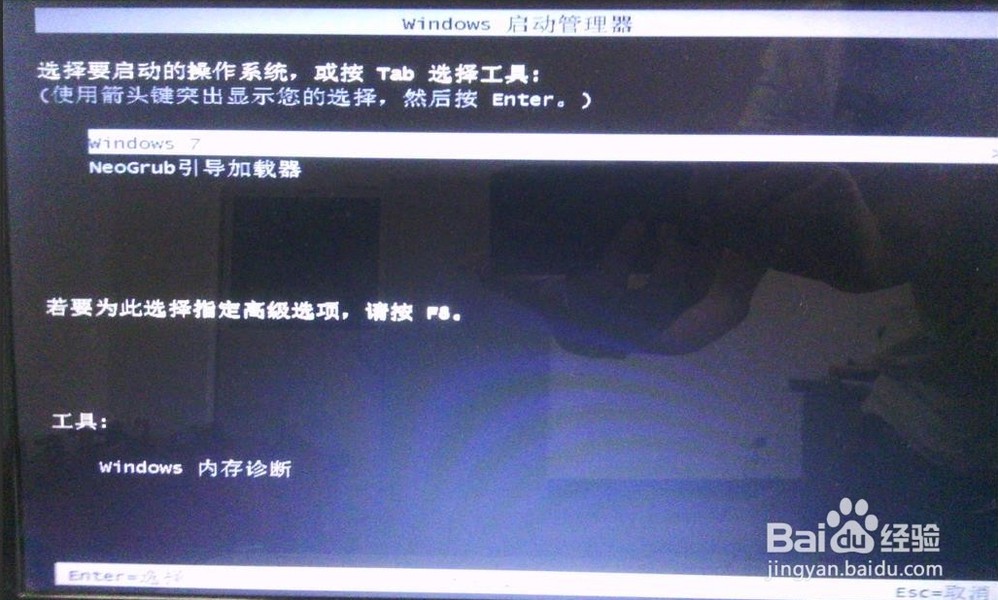 Windows 启动管理器
选择要启动的操作系统，或按 Tab 选择工具：
(使用箭头键突出显示您的选择，然后按 Enter。)
Windows 7 >
NeoGrub引导加载器
若要为此选择指定高级选项，请按 F8。
工具：
Windows 内存诊断
Enter=选择
Esc=取消
Baidu 经验
jingyan.baidu.com